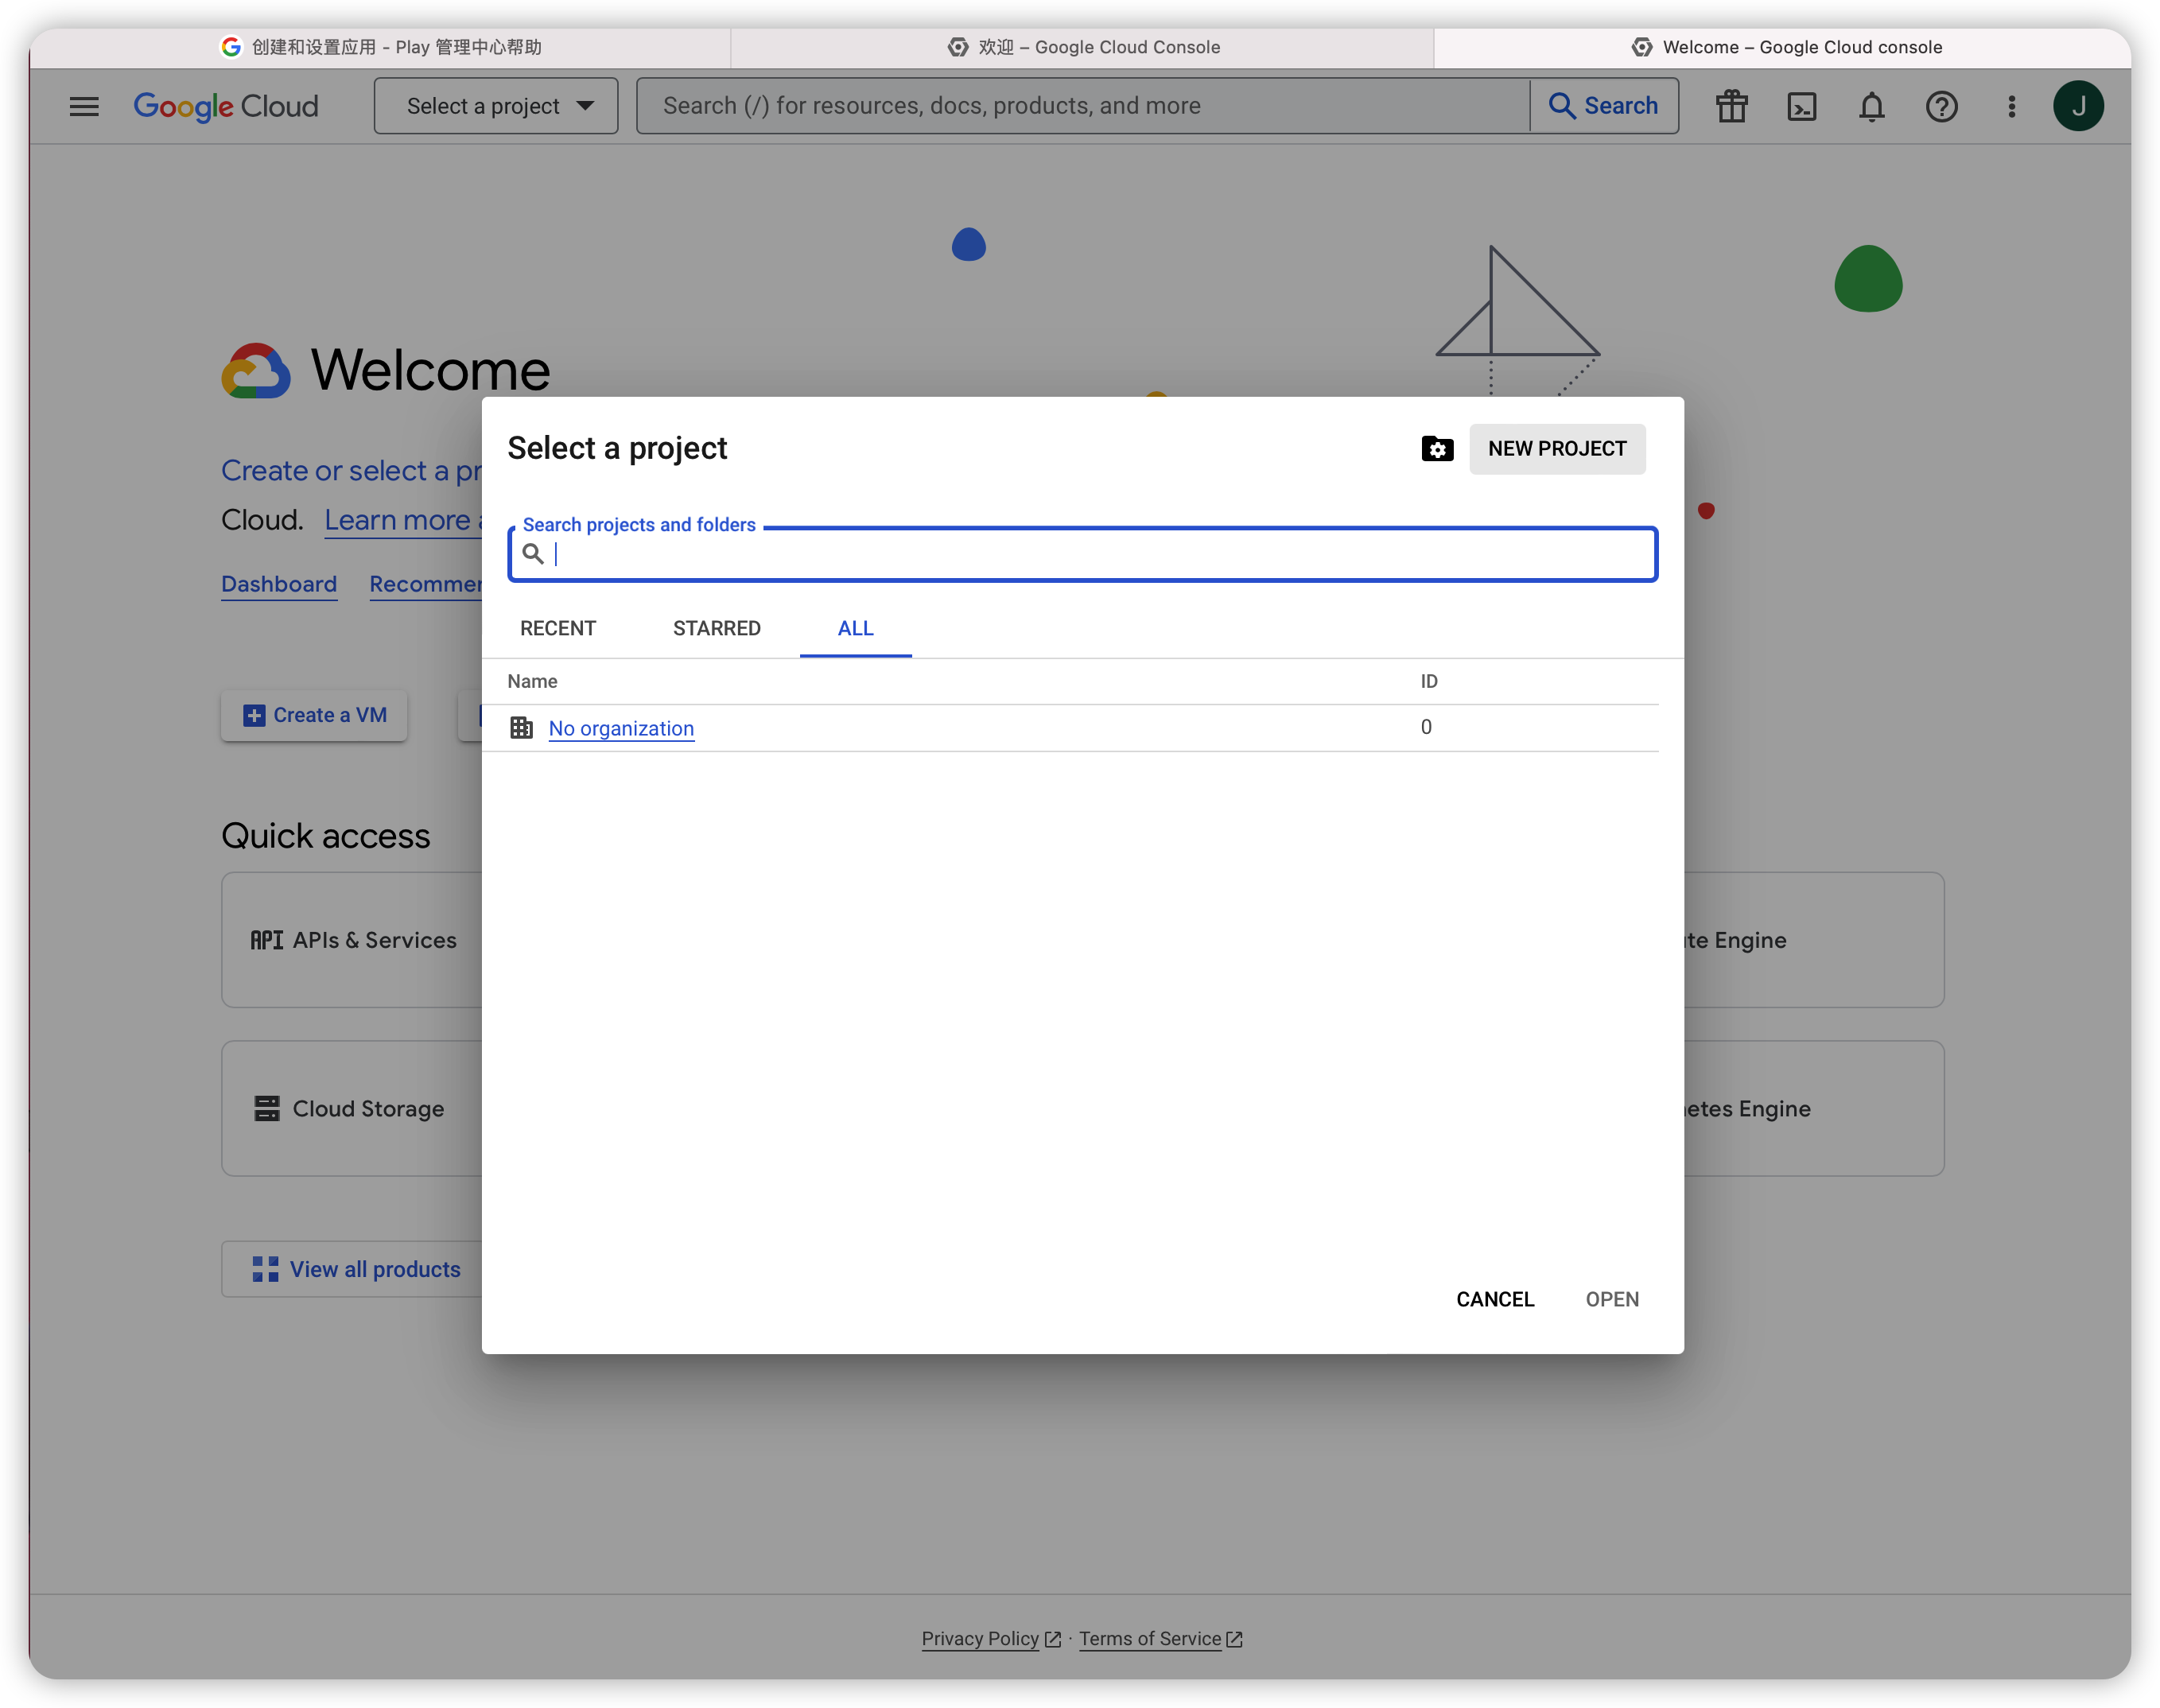 创建和设置应用 - Play 管理中心帮助
欢迎 – Google Cloud Console
Welcome – Google Cloud console
Google Cloud
Select a project
Search (/) for resources, docs, products, and more
Search
J
Welcome
Create or select a pr
Cloud. Learn more
Dashboard
Recommen
Create a VM
Select a project
NEW PROJECT
Search projects and folders
RECENT
STARRED
ALL
Name
ID
No organization
0
CANCEL
OPEN
Quick access
API APIs & Services
te Engine
Cloud Storage
etes Engine
View all products
Privacy Policy · Terms of Service